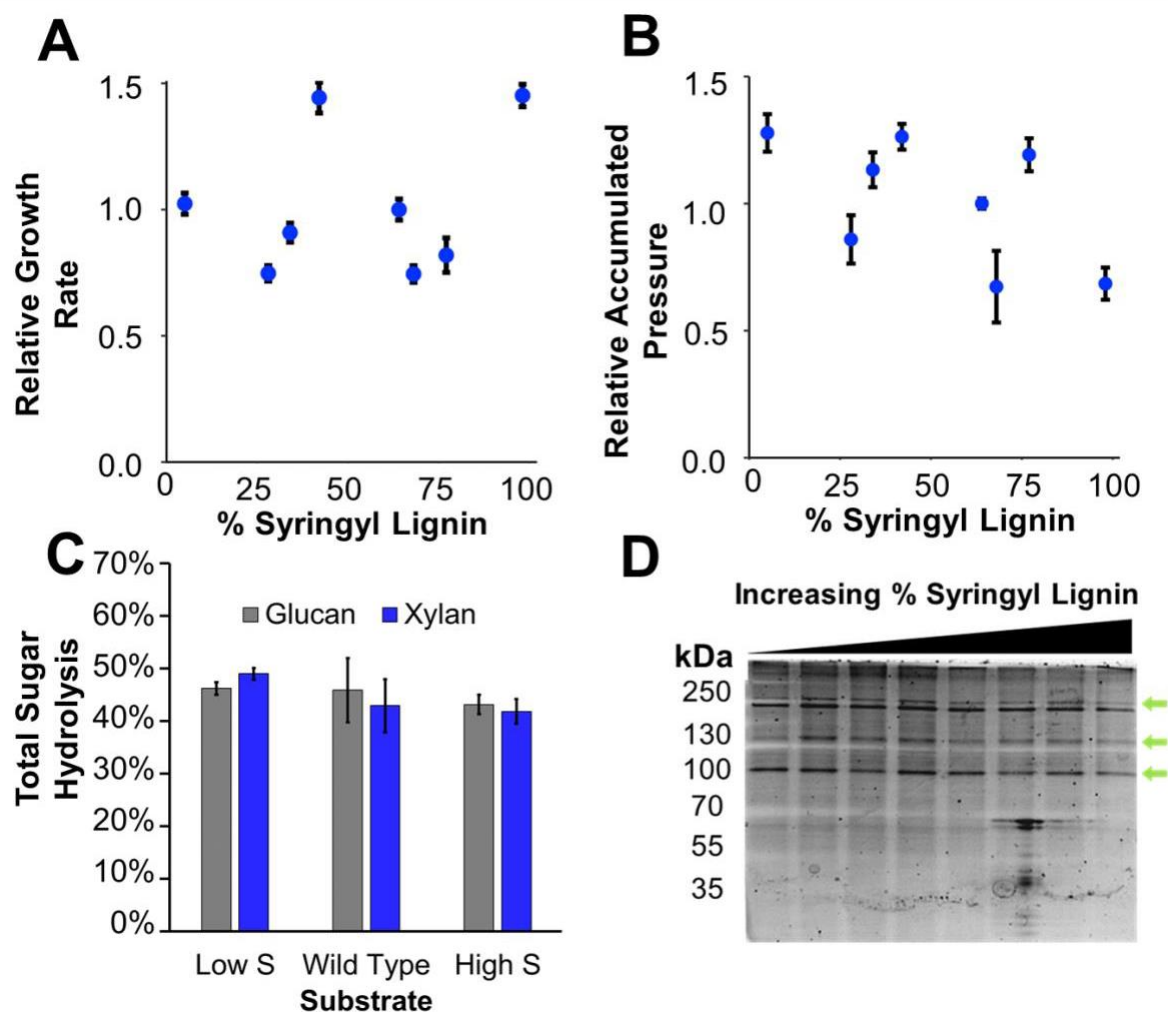 A
1.5
1.0
0.5
0.0
Relative Growth
Rate
0 25 50 75 100
% Syringyl Lignin
B
1.5
1.0
0.5
0.0
Relative Accumulated
Pressure
0 25 50 75 100
% Syringyl Lignin
C
70%
60%
50%
40%
30%
20%
10%
0%
Total Sugar
Hydrolysis
Glucan Xylan
Low S Wild Type High S
Substrate
D
Increasing % Syringyl Lignin
kDa
250
130
100
70
55
35